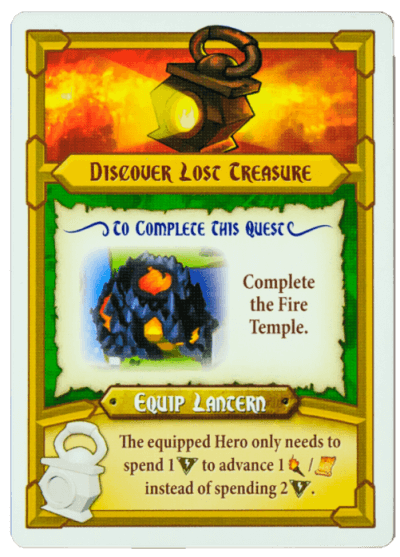 Discover Lost Treasure
To Complete This Quest
Complete
the Fire
Temple.
Equip Lantern
The equipped Hero only needs to
spend 1 to advance 1 /
instead of spending 2 .